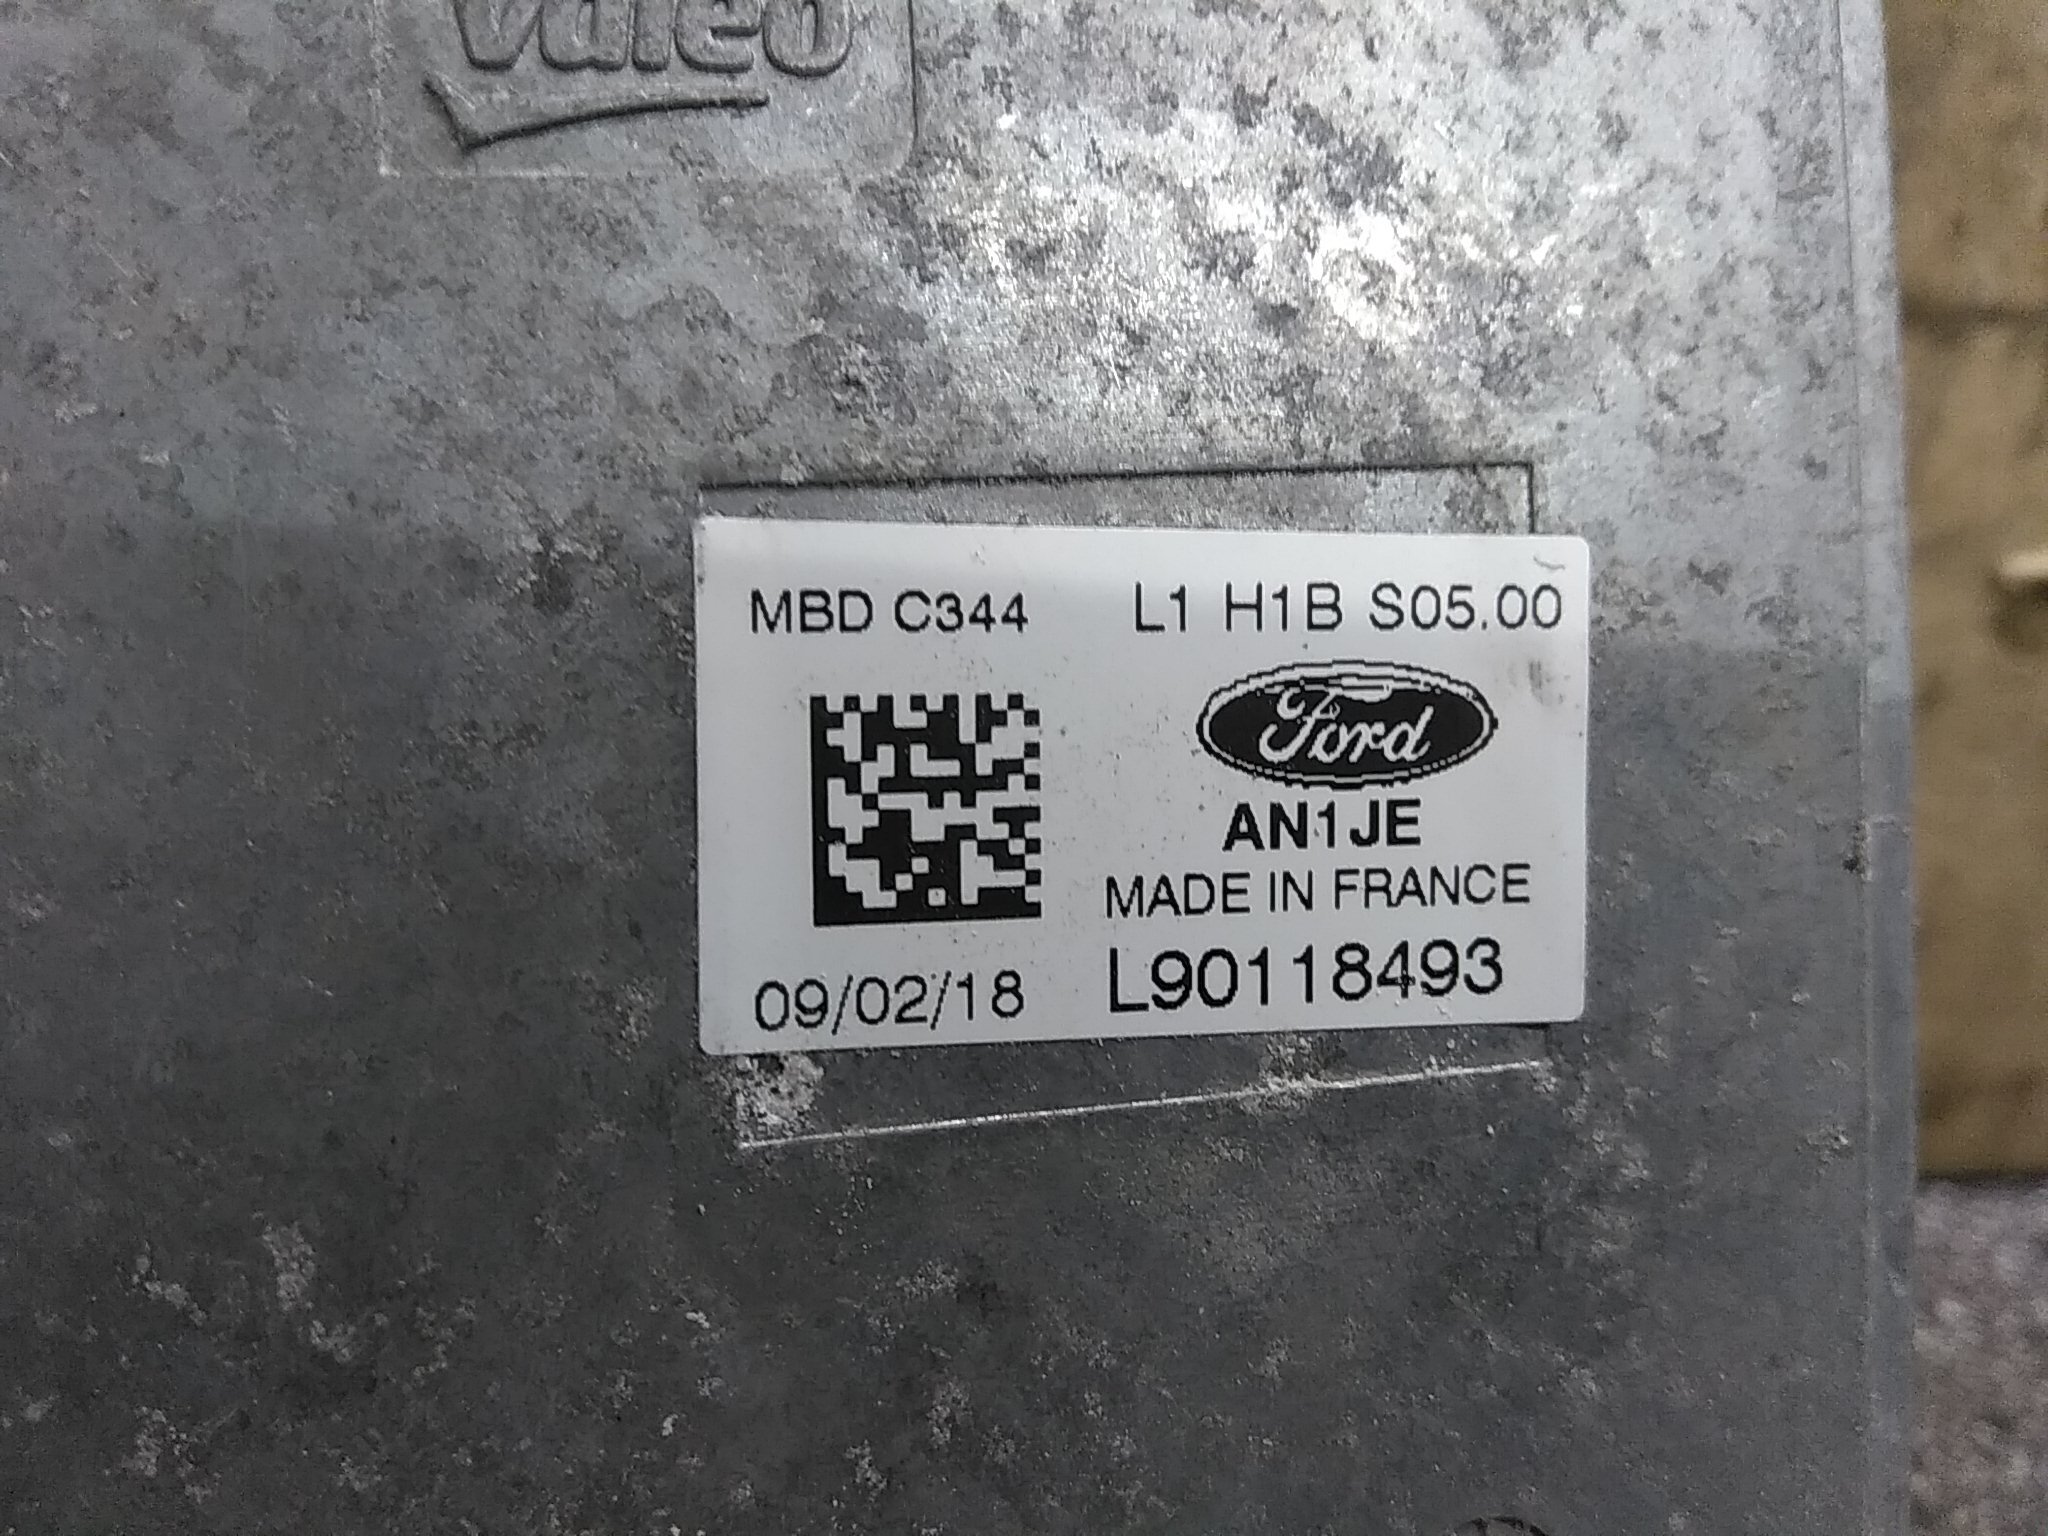 Valeo
MBD C344 L1 H1B S05.00
Ford
AN1JE
MADE IN FRANCE
09/02/18 L90118493